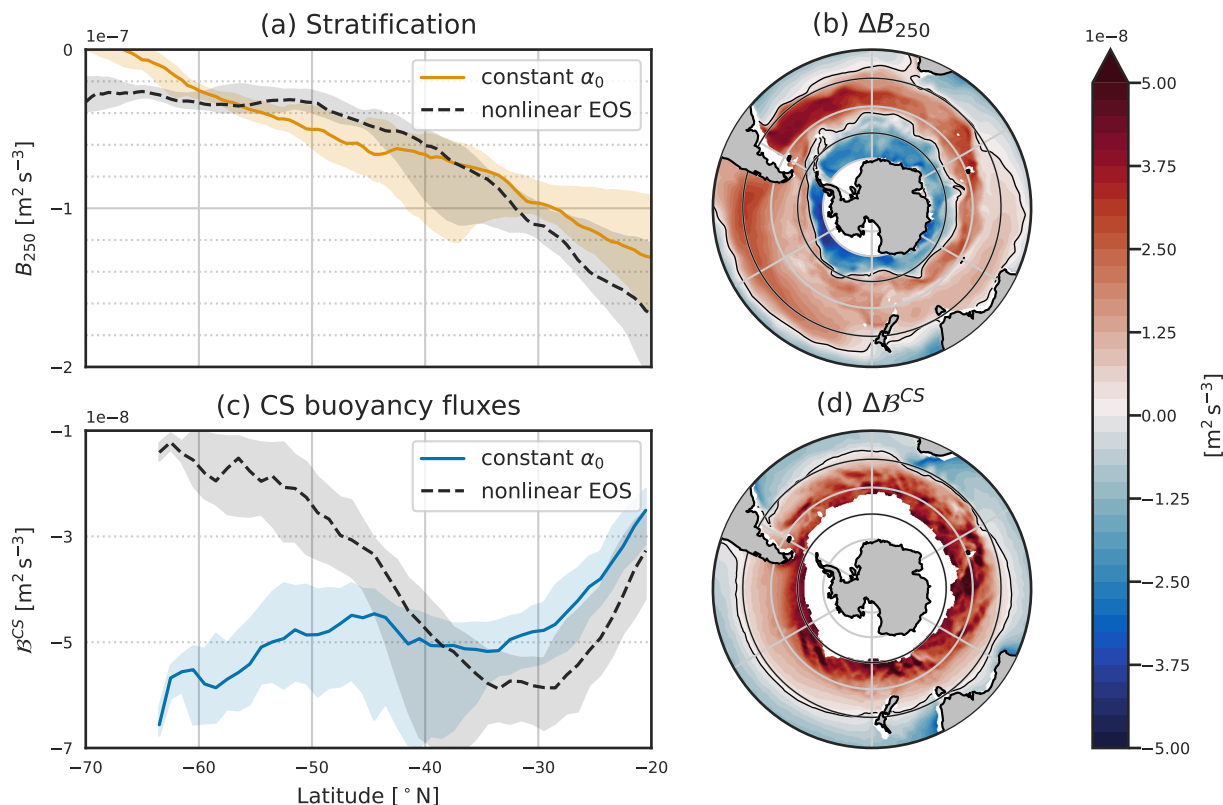 (a) Stratification
1e−7
0
−1
−2
B₂₅₀ [m² s⁻³]
constant α₀
nonlinear EOS
(b) ΔB₂₅₀
1e−8
5.00
3.75
2.50
1.25
0.00
−1.25
−2.50
−3.75
−5.00
[m² s⁻³]
(c) CS buoyancy fluxes
1e−8
−1
−3
−5
−7
ℬᶜˢ [m² s⁻³]
constant α₀
nonlinear EOS
−70
−60
−50
−40
−30
−20
Latitude [°N]
(d) Δℬᶜˢ